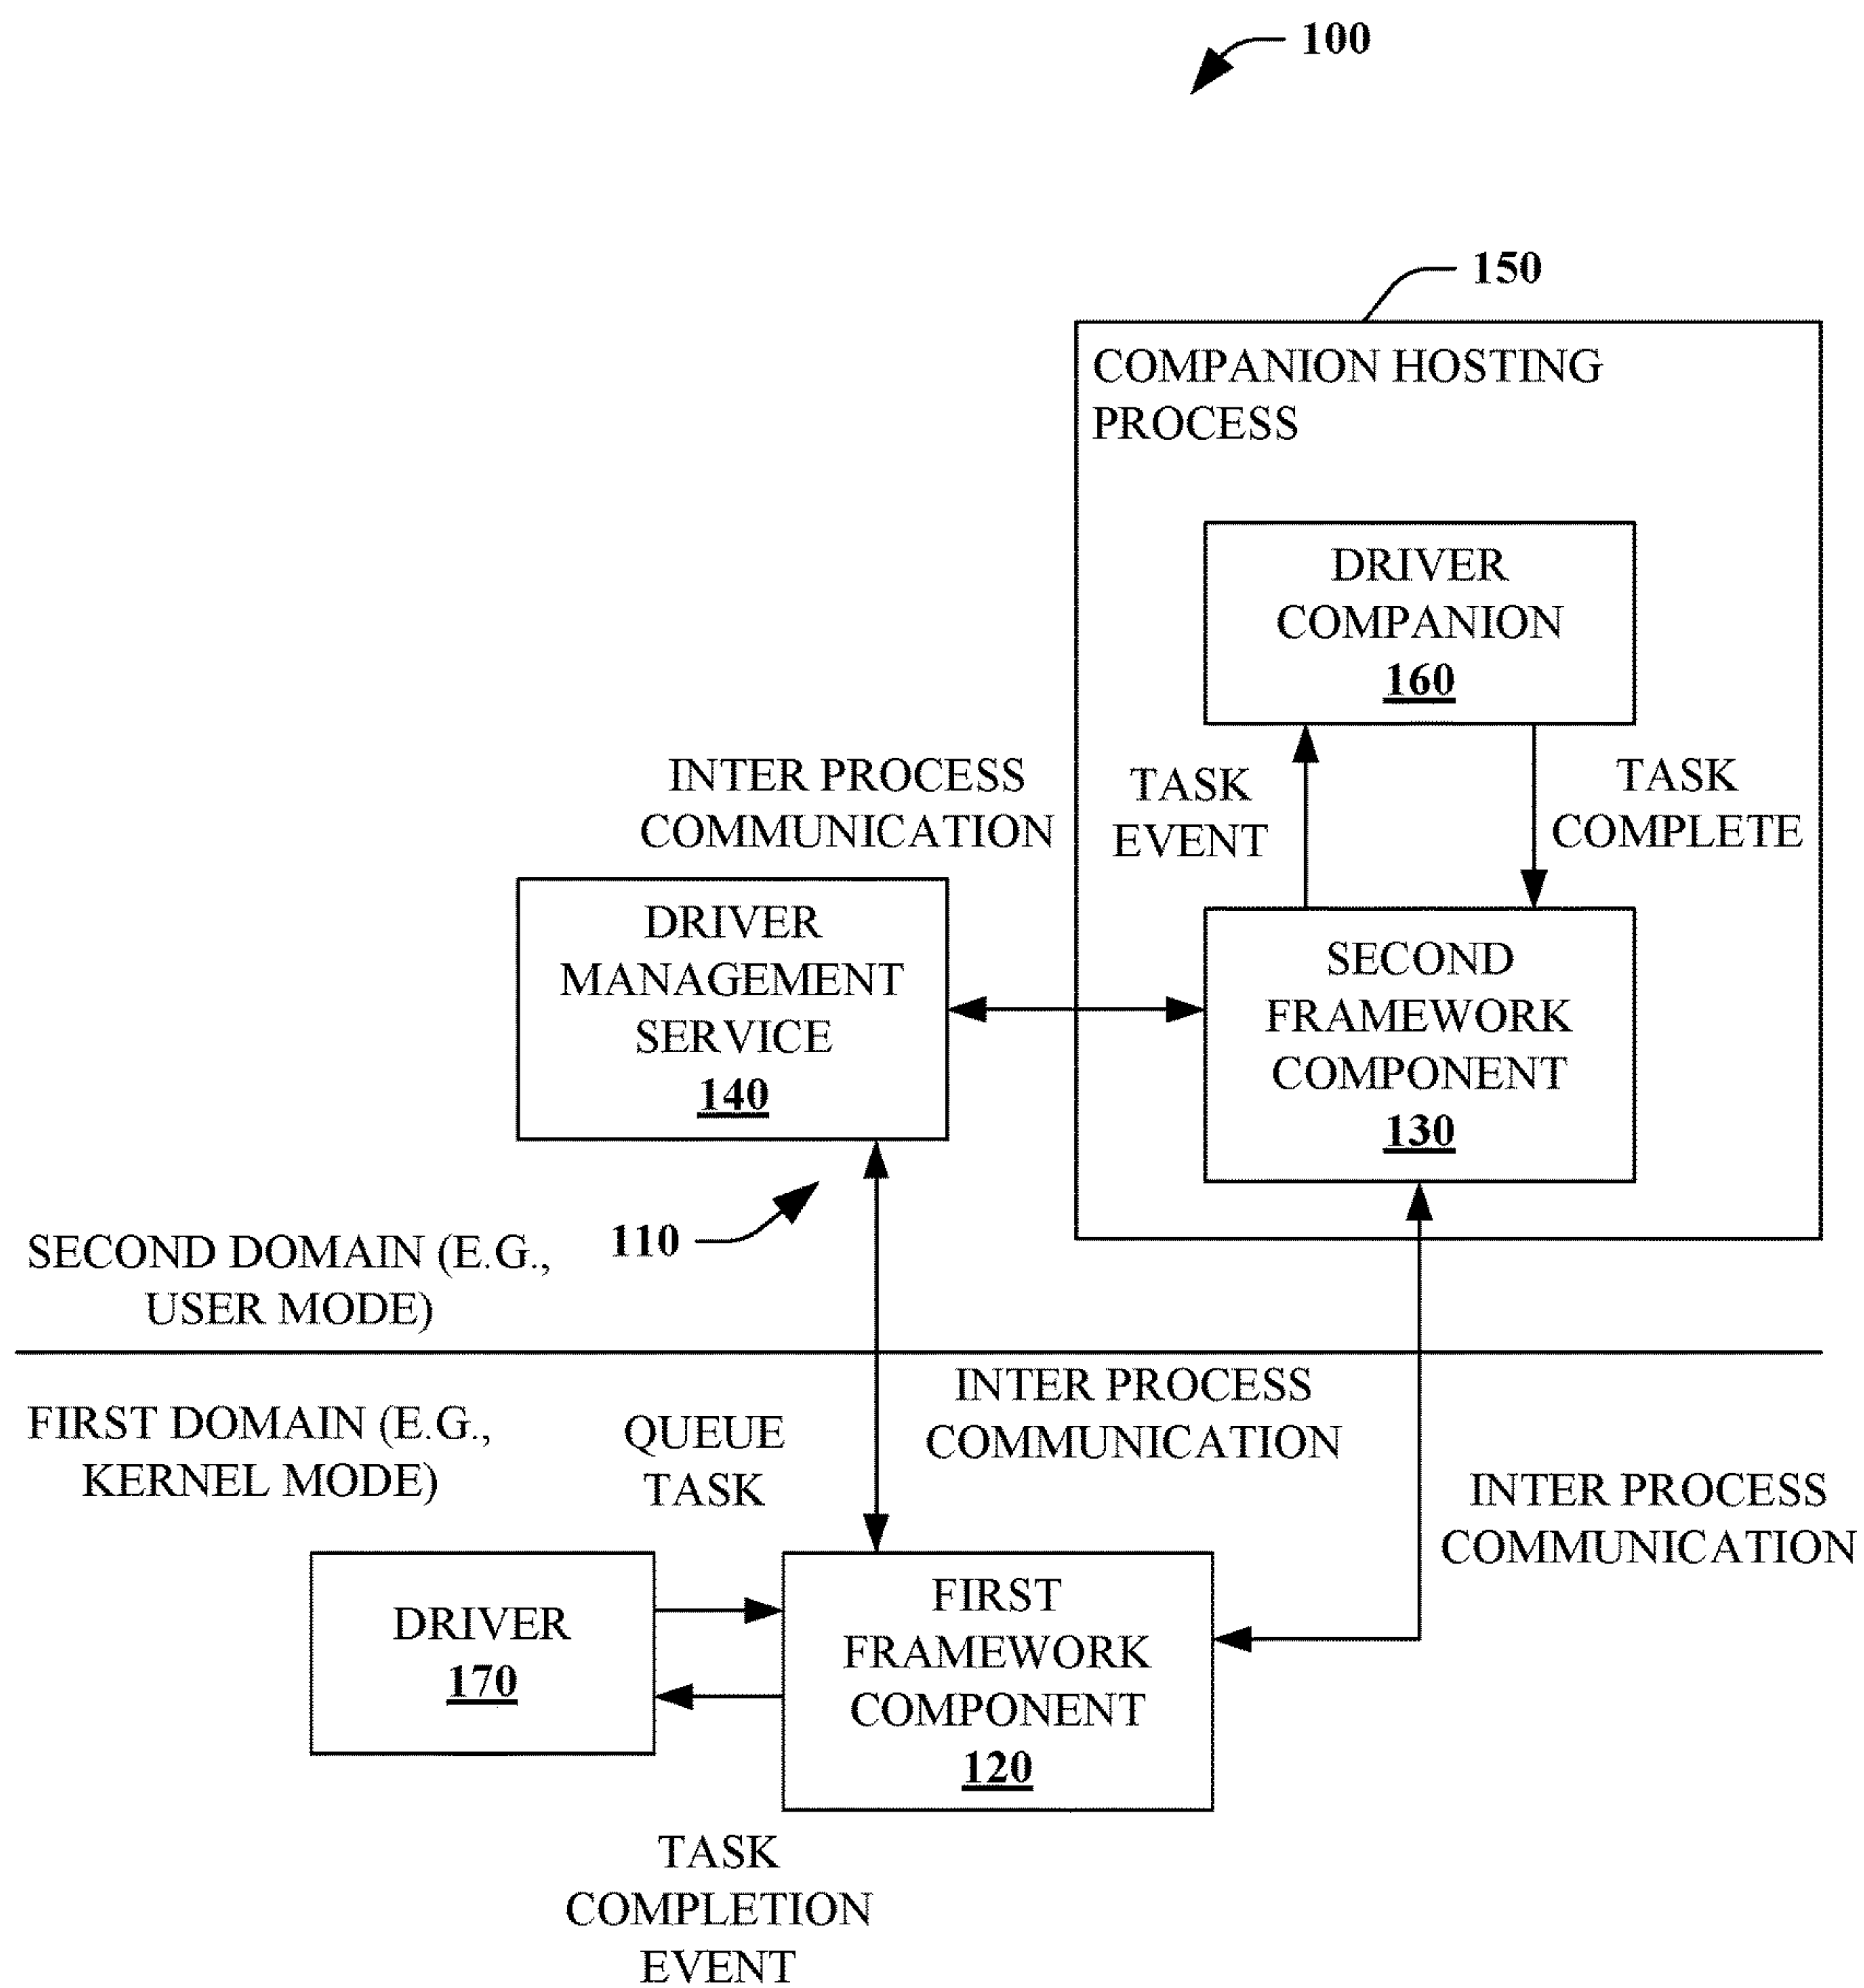 100
150
COMPANION HOSTING
PROCESS
DRIVER
COMPANION
160
INTER PROCESS
COMMUNICATION
TASK
EVENT
TASK
COMPLETE
DRIVER
MANAGEMENT
SERVICE
140
SECOND
FRAMEWORK
COMPONENT
130
110
SECOND DOMAIN (E.G.,
USER MODE)
FIRST DOMAIN (E.G.,
KERNEL MODE)
QUEUE
TASK
INTER PROCESS
COMMUNICATION
INTER PROCESS
COMMUNICATION
DRIVER
170
FIRST
FRAMEWORK
COMPONENT
120
TASK
COMPLETION
EVENT